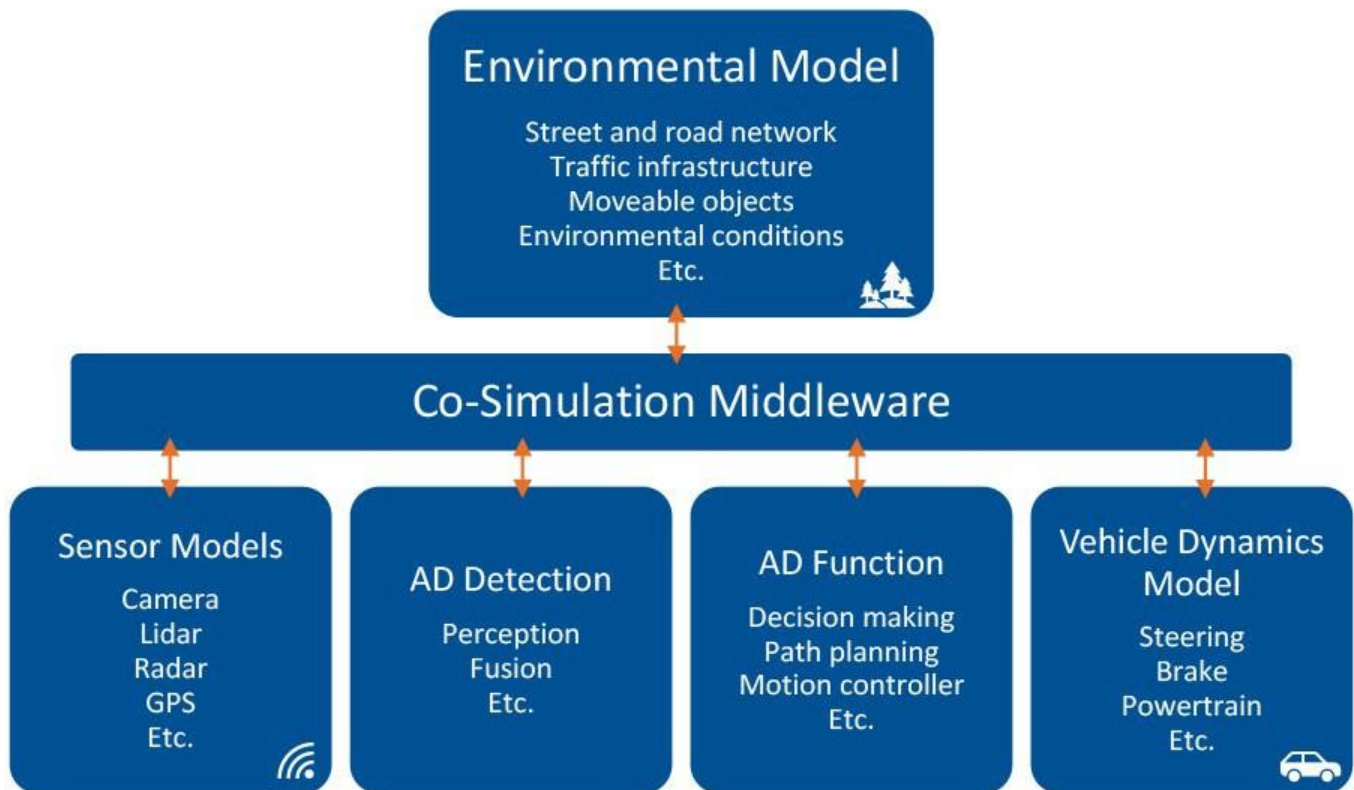 Environmental Model
Street and road network
Traffic infrastructure
Moveable objects
Environmental conditions
Etc.
Co-Simulation Middleware
Sensor Models
Camera
Lidar
Radar
GPS
Etc.
AD Detection
Perception
Fusion
Etc.
AD Function
Decision making
Path planning
Motion controller
Etc.
Vehicle Dynamics
Model
Steering
Brake
Powertrain
Etc.